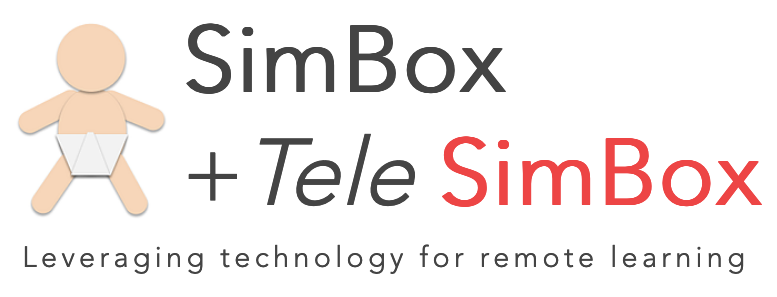 SimBox
+Tele SimBox
Leveraging technology for remote learning